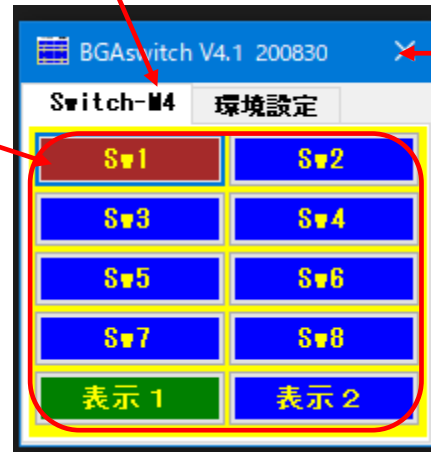 BGAswitch V4.1 200830
Switch-M4 環境設定
Sw1 Sw2
Sw3 Sw4
Sw5 Sw6
Sw7 Sw8
表示1 表示2